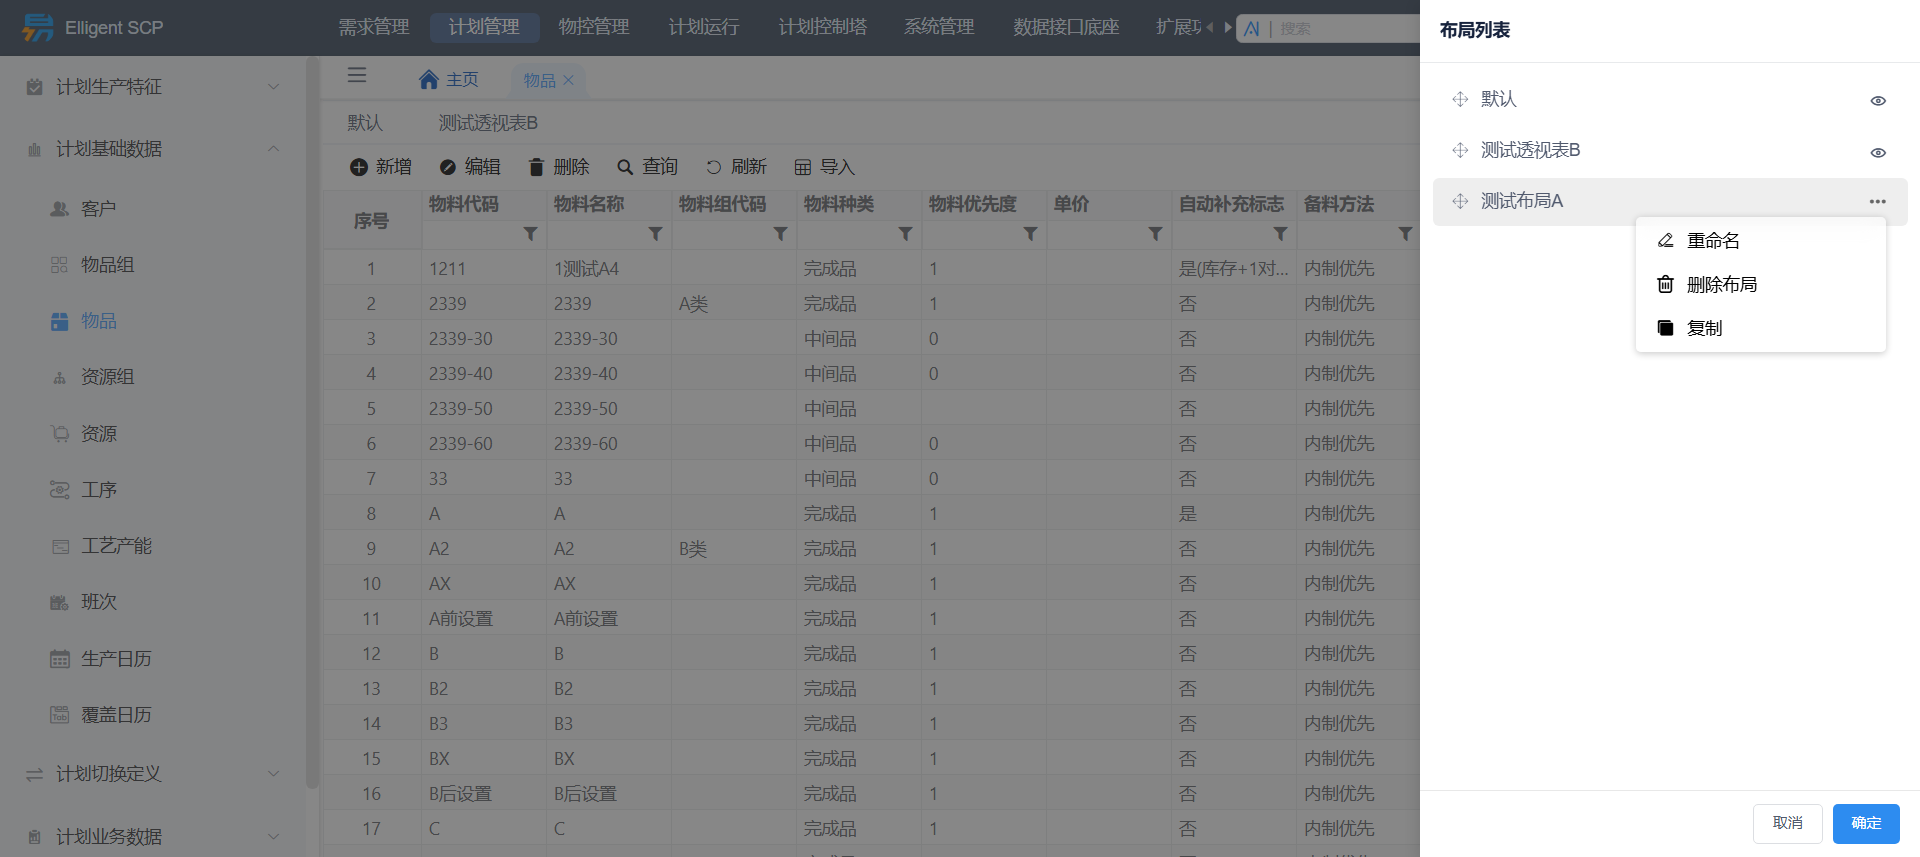 Elligent SCP
需求管理 计划管理 物控管理 计划运行 计划控制塔 系统管理 数据接口底座 扩展
AI | 搜索
计划生产特征
计划基础数据
客户
物品组
物品
资源组
资源
工序
工艺产能
班次
生产日历
覆盖日历
计划切换定义
计划业务数据
主页 物品
默认 测试透视表B
新增 编辑 删除 查询 刷新 导入
序号 物料代码 物料名称 物料组代码 物料种类 物料优先度 单价 自动补充标志 备料方法
1 1211 1测试A4 完成品 1 是(库存+1对... 内制优先
2 2339 2339 A类 完成品 1 否 内制优先
3 2339-30 2339-30 中间品 0 否 内制优先
4 2339-40 2339-40 中间品 0 否 内制优先
5 2339-50 2339-50 中间品 否 内制优先
6 2339-60 2339-60 中间品 0 否 内制优先
7 33 33 中间品 0 否 内制优先
8 A A 完成品 1 是 内制优先
9 A2 A2 B类 完成品 1 否 内制优先
10 AX AX 完成品 1 否 内制优先
11 A前设置 A前设置 完成品 1 否 内制优先
12 B B 完成品 1 否 内制优先
13 B2 B2 完成品 1 否 内制优先
14 B3 B3 完成品 1 否 内制优先
15 BX BX 完成品 1 否 内制优先
16 B后设置 B后设置 完成品 1 否 内制优先
17 C C 完成品 1 否 内制优先
布局列表
默认
测试透视表B
测试布局A
重命名
删除布局
复制
取消 确定